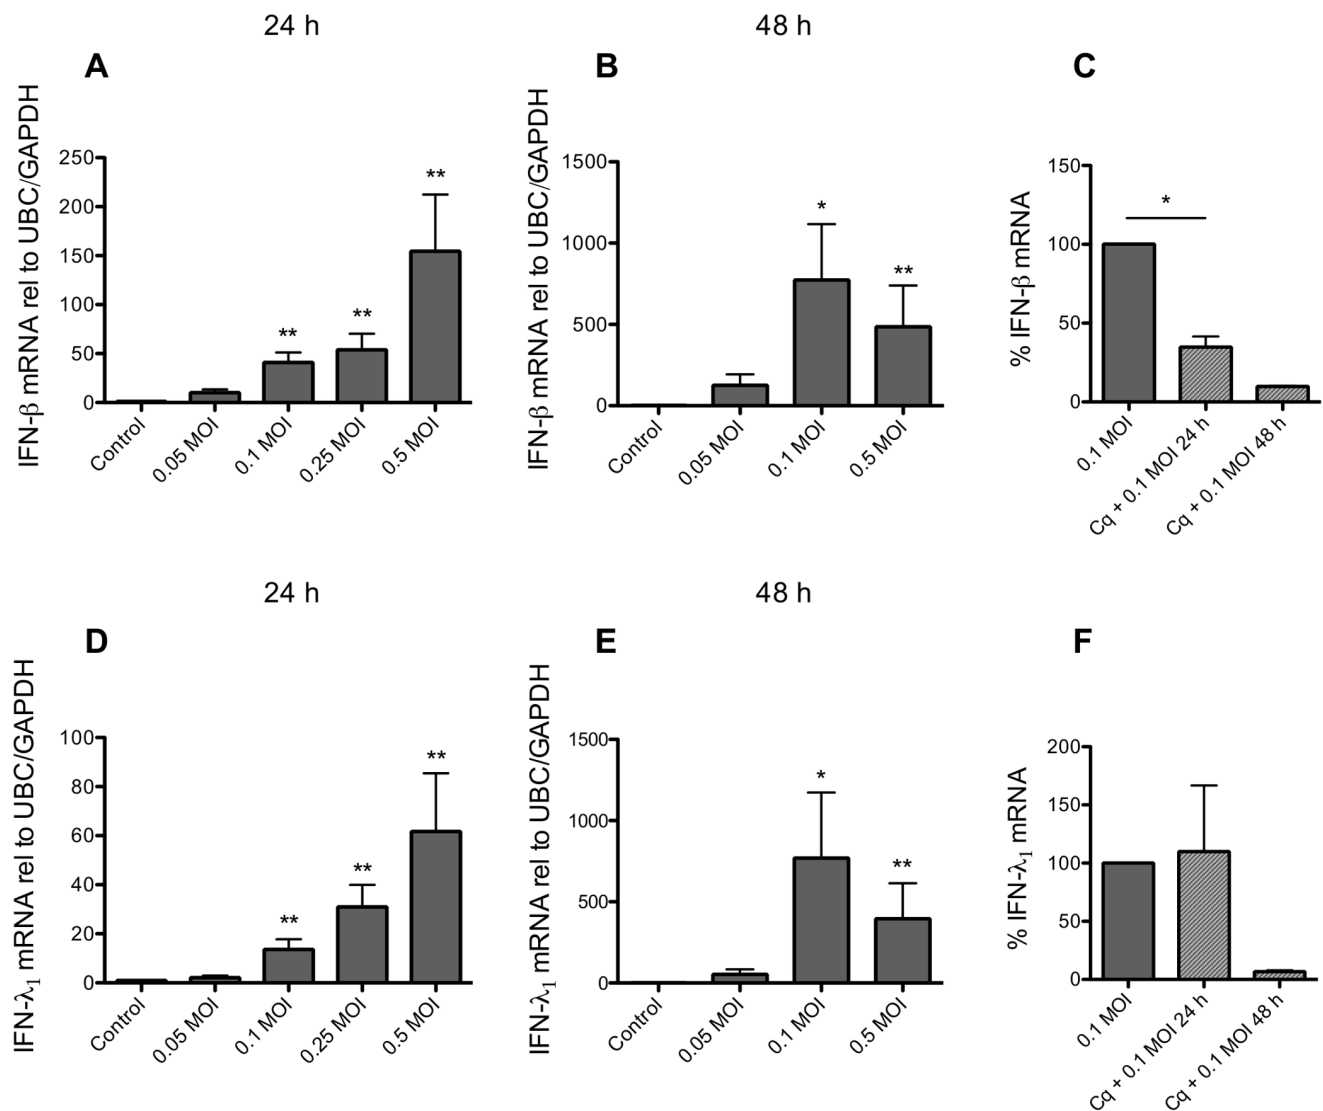 24 h
48 h
A
B
C
IFN-β mRNA rel to UBC/GAPDH
250
200
150
100
50
0
**
**
**
Control
0.05 MOI
0.1 MOI
0.25 MOI
0.5 MOI
IFN-β mRNA rel to UBC/GAPDH
1500
1000
500
0
*
**
Control
0.05 MOI
0.1 MOI
0.5 MOI
% IFN-β mRNA
150
100
50
0
*
0.1 MOI
Cq + 0.1 MOI 24 h
Cq + 0.1 MOI 48 h
24 h
48 h
D
E
F
IFN-λ1 mRNA rel to UBC/GAPDH
100
80
60
40
20
0
**
**
**
Control
0.05 MOI
0.1 MOI
0.25 MOI
0.5 MOI
IFN-λ1 mRNA rel to UBC/GAPDH
1500
1000
500
0
*
**
Control
0.05 MOI
0.1 MOI
0.5 MOI
% IFN-λ1 mRNA
200
150
100
50
0
0.1 MOI
Cq + 0.1 MOI 24 h
Cq + 0.1 MOI 48 h